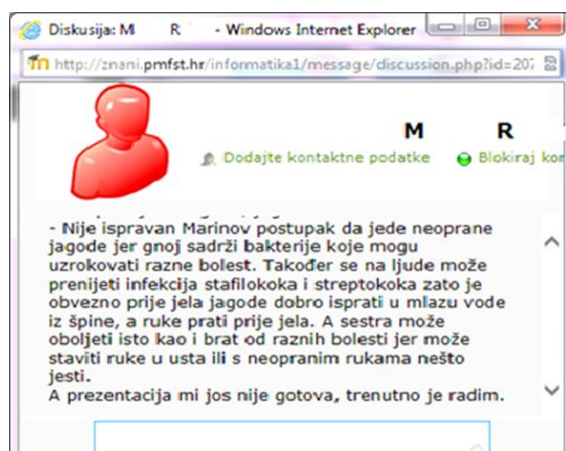 Diskusija: M R - Windows Internet Explorer
http://znani.pmfst.hr/informatika1/message/discussion.php?id=207
M R
Dodajte kontaktne podatke Blokiraj kon
- Nije ispravan Marinov postupak da jede neoprane
jagode jer gnoj sadrži bakterije koje mogu
uzrokovati razne bolest. Također se na ljude može
prenijeti infekcija stafilokoka i streptokoka zato je
obvezno prije jela jagode dobro isprati u mlazu vode
iz špine, a ruke prati prije jela. A sestra može
oboljeti isto kao i brat od raznih bolesti jer može
staviti ruke u usta ili s neopranim rukama nešto
jesti.
A prezentacija mi jos nije gotova, trenutno je radim.